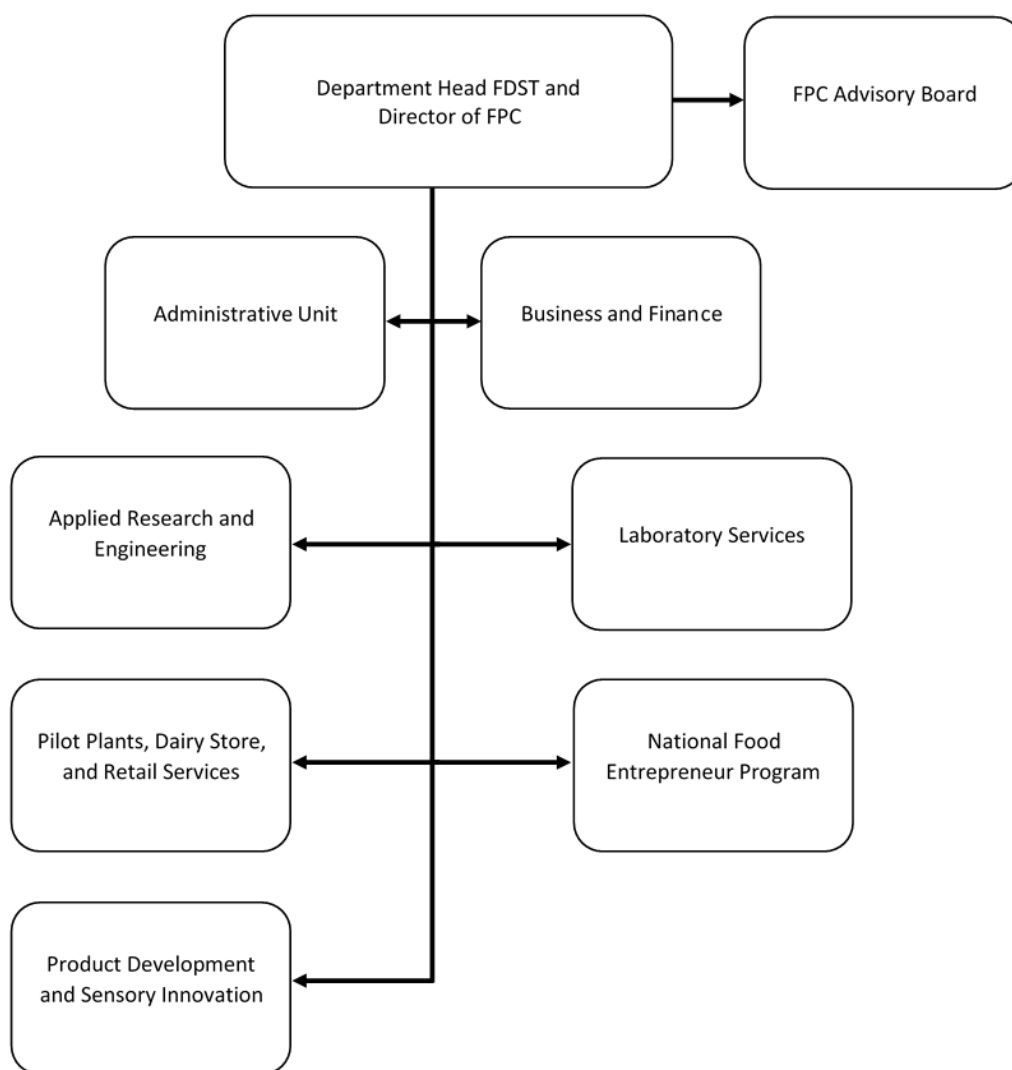 Department Head FDST and
Director of FPC
FPC Advisory Board
Administrative Unit
Business and Finance
Applied Research and
Engineering
Laboratory Services
Pilot Plants, Dairy Store,
and Retail Services
National Food
Entrepreneur Program
Product Development
and Sensory Innovation